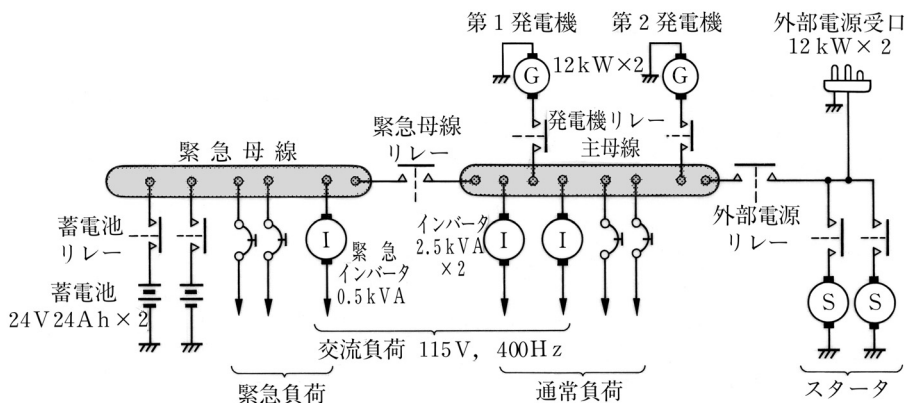 第1発電機
第2発電機
外部電源受口
12kW×2
12kW×2
G
G
緊急母線
リレー
発電機リレー
主母線
緊急母線
外部電源
リレー
蓄電池
リレー
I
緊急
インバータ
0.5kVA
インバータ
2.5kVA
×2
I
I
蓄電池
24V24Ah×2
S
S
交流負荷 115V, 400Hz
緊急負荷
通常負荷
スタータ